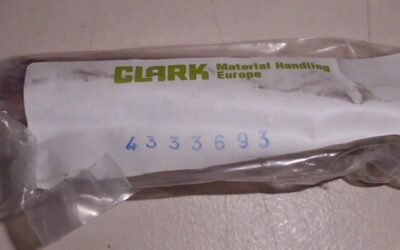 CLARK Material Handling
Europe
4333693